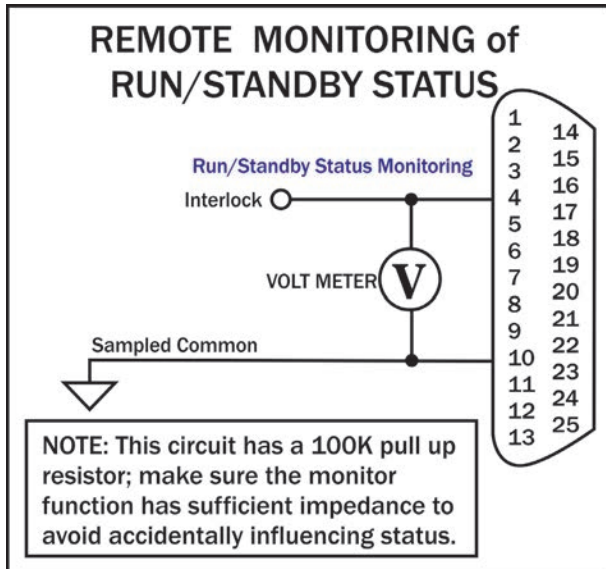 REMOTE MONITORING of
RUN/STANDBY STATUS
1
14
2
15
Run/Standby Status Monitoring
3
16
Interlock
4
17
5
18
6
19
VOLT METER
V
7
20
8
21
9
22
Sampled Common
10
23
11
24
12
25
13
NOTE: This circuit has a 100K pull up
resistor; make sure the monitor
function has sufficient impedance to
avoid accidentally influencing status.